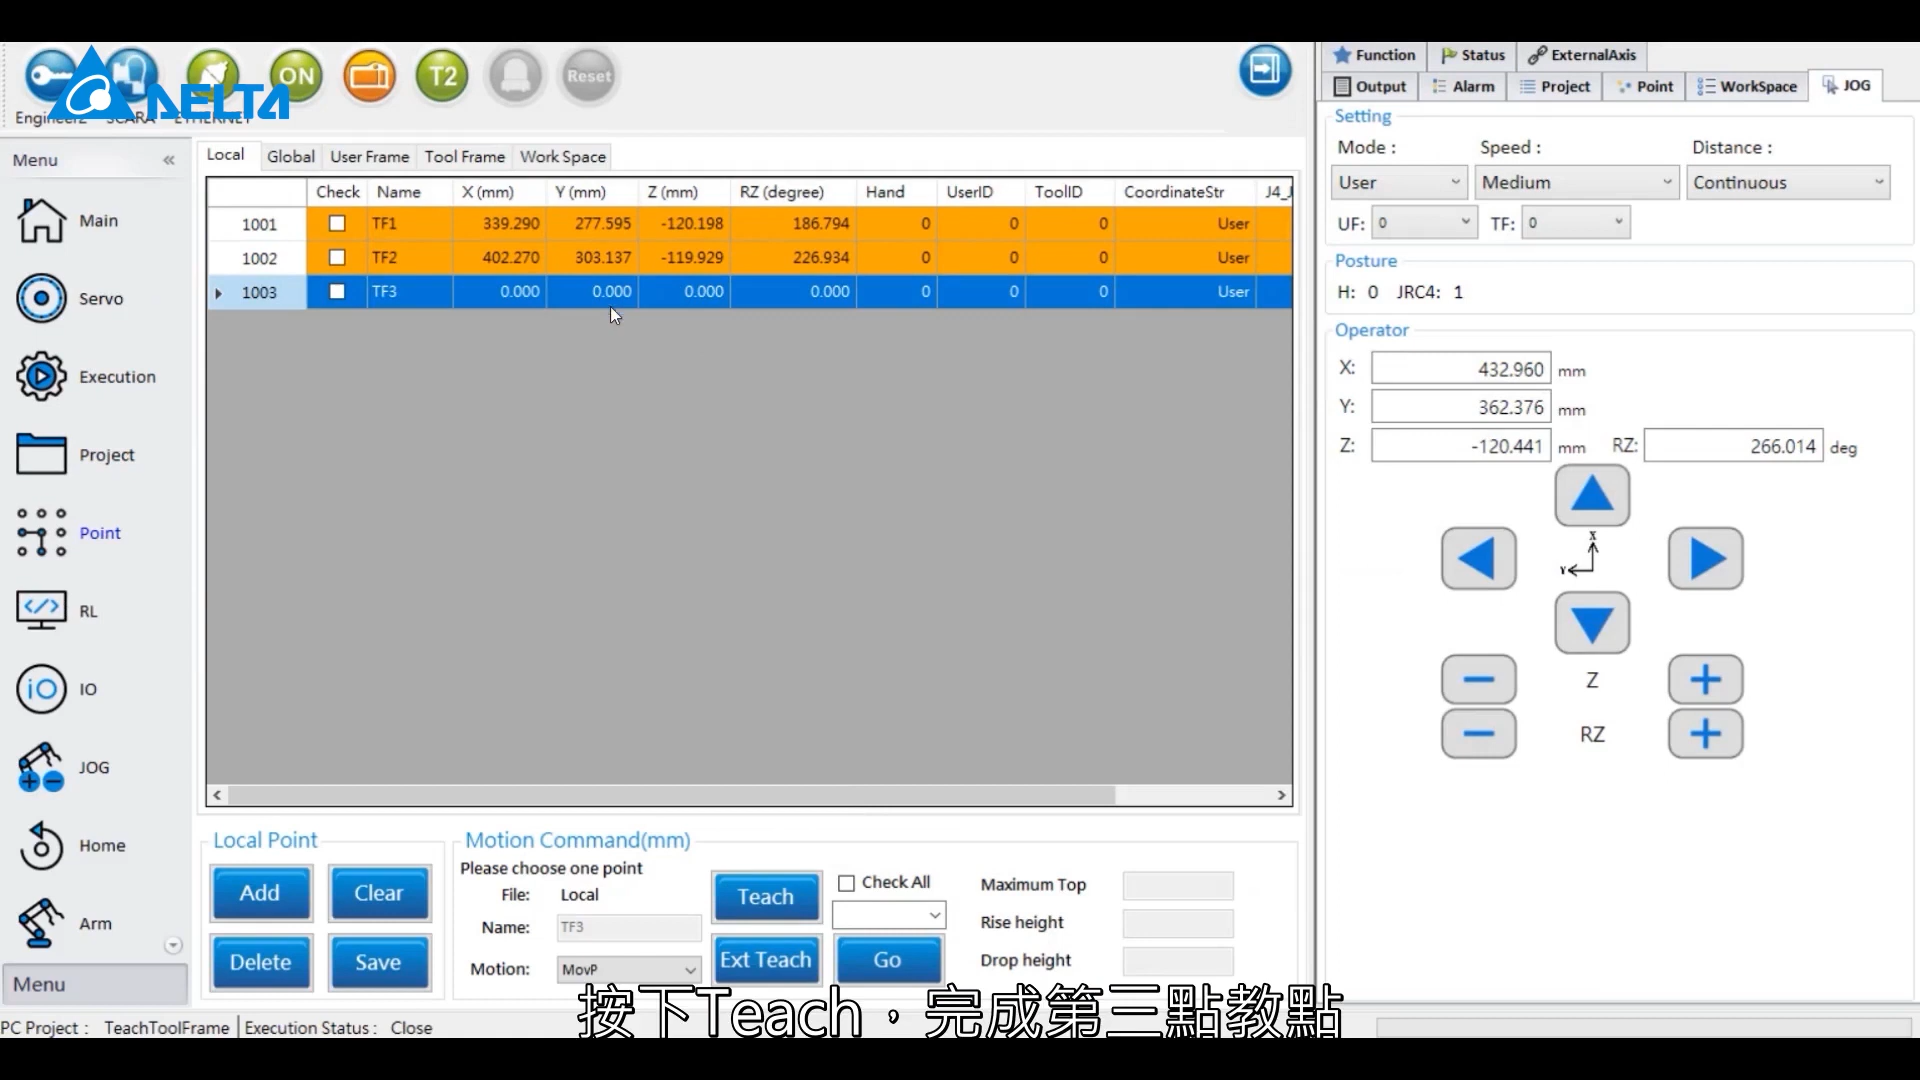 ON
T2
Reset
DELTA
Menu
Main
Servo
Execution
Project
Point
RL
IO
JOG
Home
Arm
Menu
Local Global User Frame Tool Frame Work Space
Check Name X (mm) Y (mm) Z (mm) RZ (degree) Hand UserID ToolID CoordinateStr
1001 TF1 339.290 277.595 -120.198 186.794 0 0 0 User
1002 TF2 402.270 303.137 -119.929 226.934 0 0 0 User
1003 TF3 0.000 0.000 0.000 0.000 0 0 0 User
Local Point
Add Clear
Delete Save
Motion Command(mm)
Please choose one point
File: Local
Name: TF3
Motion: MovP
Teach
Ext Teach
Check All
Go
Maximum Top
Rise height
Drop height
Function Status ExternalAxis
Output Alarm Project Point WorkSpace JOG
Setting
Mode : Speed : Distance :
User Medium Continuous
UF: 0 TF: 0
Posture
H: 0 JRC4: 1
Operator
X: 432.960 mm
Y: 362.376 mm
Z: -120.441 mm RZ: 266.014 deg
X
Y
Z
RZ
按下Teach，完成第三點教點
PC Project : TeachToolFrame Execution Status : Close